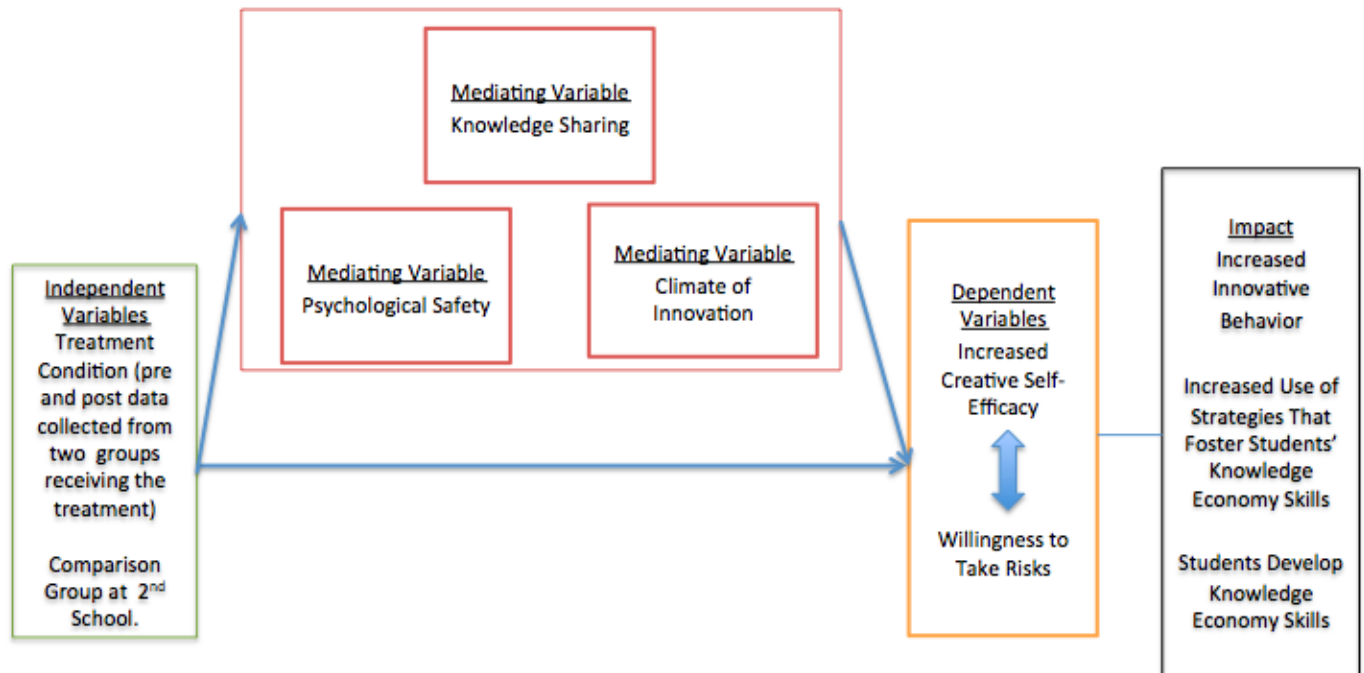 Mediating Variable
Knowledge Sharing
Mediating Variable
Psychological Safety
Mediating Variable
Climate of
Innovation
Independent
Variables
Treatment
Condition (pre
and post data
collected from
two groups
receiving the
treatment)
Comparison
Group at 2nd
School.
Dependent
Variables
Increased
Creative Self-
Efficacy
Willingness to
Take Risks
Impact
Increased
Innovative
Behavior
Increased Use of
Strategies That
Foster Students’
Knowledge
Economy Skills
Students Develop
Knowledge
Economy Skills